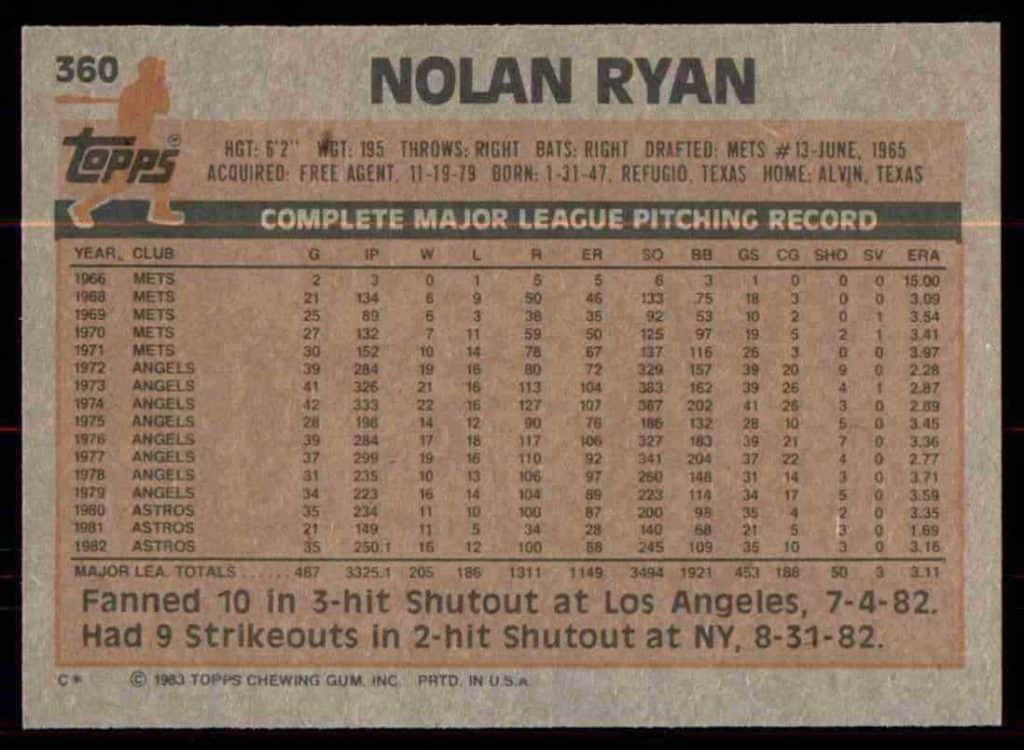 360
NOLAN RYAN
TOPPS®
HGT: 6'2" WGT: 195 THROWS: RIGHT BATS: RIGHT DRAFTED: METS #13-JUNE, 1965
ACQUIRED: FREE AGENT, 11-19-79 BORN: 1-31-47, REFUGIO, TEXAS HOME: ALVIN, TEXAS
COMPLETE MAJOR LEAGUE PITCHING RECORD
YEAR CLUB G IP W L R ER SO BB GS CG SHO SV ERA
1966 METS 2 3 0 1 5 5 6 3 1 0 0 0 15.00
1968 METS 21 134 6 9 50 46 133 75 18 3 0 0 3.09
1969 METS 25 89 6 3 38 35 92 53 10 2 0 1 3.54
1970 METS 27 132 7 11 59 50 125 97 19 5 2 1 3.41
1971 METS 30 152 10 14 78 67 137 116 26 3 0 0 3.97
1972 ANGELS 39 284 19 16 80 72 329 157 39 20 9 0 2.28
1973 ANGELS 41 326 21 16 113 104 383 162 39 26 4 1 2.87
1974 ANGELS 42 333 22 16 127 107 367 202 41 26 3 0 2.89
1975 ANGELS 28 198 14 12 90 76 186 132 28 10 5 0 3.45
1976 ANGELS 39 284 17 18 117 106 327 183 39 21 7 0 3.36
1977 ANGELS 37 299 19 16 110 92 341 204 37 22 4 0 2.77
1978 ANGELS 31 235 10 13 106 97 260 148 31 14 3 0 3.71
1979 ANGELS 34 223 16 14 104 89 223 114 34 17 5 0 3.59
1980 ASTROS 35 234 11 10 100 87 200 98 35 4 2 0 3.35
1981 ASTROS 21 149 11 5 34 28 140 68 21 5 3 0 1.69
1982 ASTROS 35 250.1 16 12 100 88 245 109 35 10 3 0 3.16
MAJOR LEA. TOTALS ...... 487 3325.1 205 186 1311 1149 3494 1921 453 188 50 3 3.11
Fanned 10 in 3-hit Shutout at Los Angeles, 7-4-82.
Had 9 Strikeouts in 2-hit Shutout at NY, 8-31-82.
C* © 1983 TOPPS CHEWING GUM, INC. PRTD. IN U.S.A.